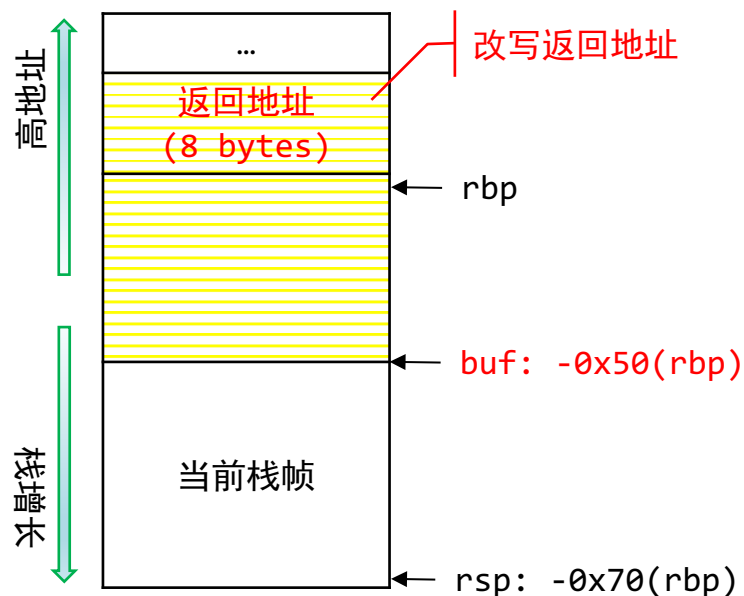 ...
改写返回地址
返回地址
(8 bytes)
高地址
rbp
buf: -0x50(rbp)
栈增长
当前栈帧
rsp: -0x70(rbp)